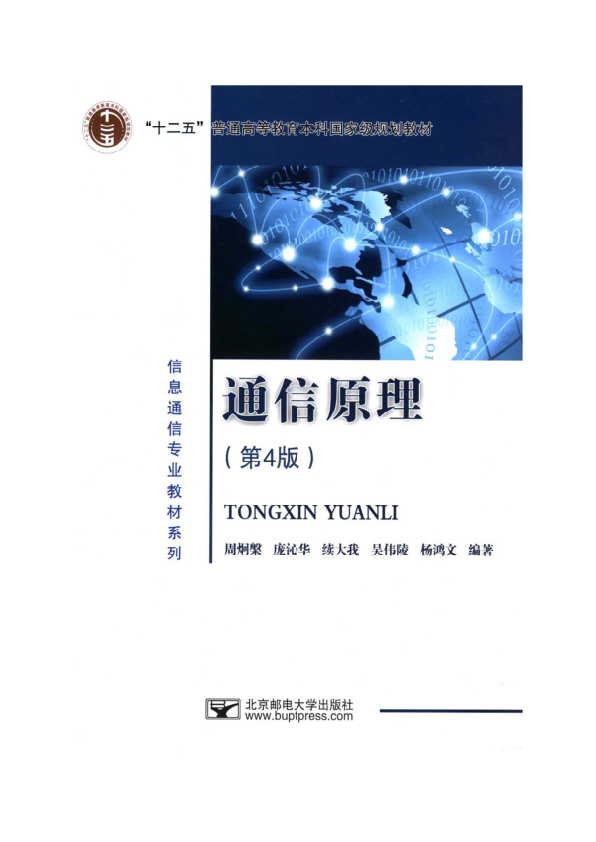 “十二五”普通高等教育本科国家级规划教材
信息通信专业教材系列
通信原理
(第4版)
TONGXIN YUANLI
周炯槃 庞沁华 续大我 吴伟陵 杨鸿文 编著
北京邮电大学出版社
www.buptpress.com